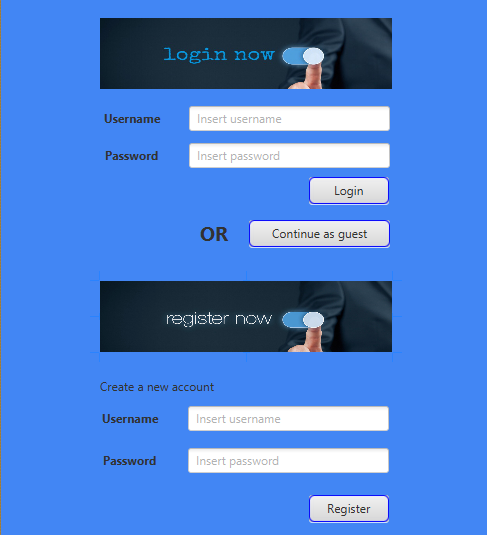 login now
Username Insert username
Password Insert password
Login
OR Continue as guest
register now
Create a new account
Username Insert username
Password Insert password
Register